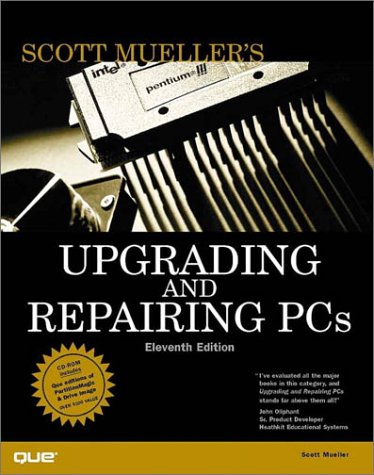 SCOTT MUELLER'S
intel
pentium III
UPGRADING
AND
REPAIRING PCs
Eleventh Edition
CD-ROM
includes
Que editions of
PartitionMagic
& Drive Image
"I've evaluated all the major
books in this category, and
Upgrading and Repairing PCs
stands far above them all!"
John Oliphant
Sr. Product Developer
Heathkit Educational Systems
que
Scott Mueller